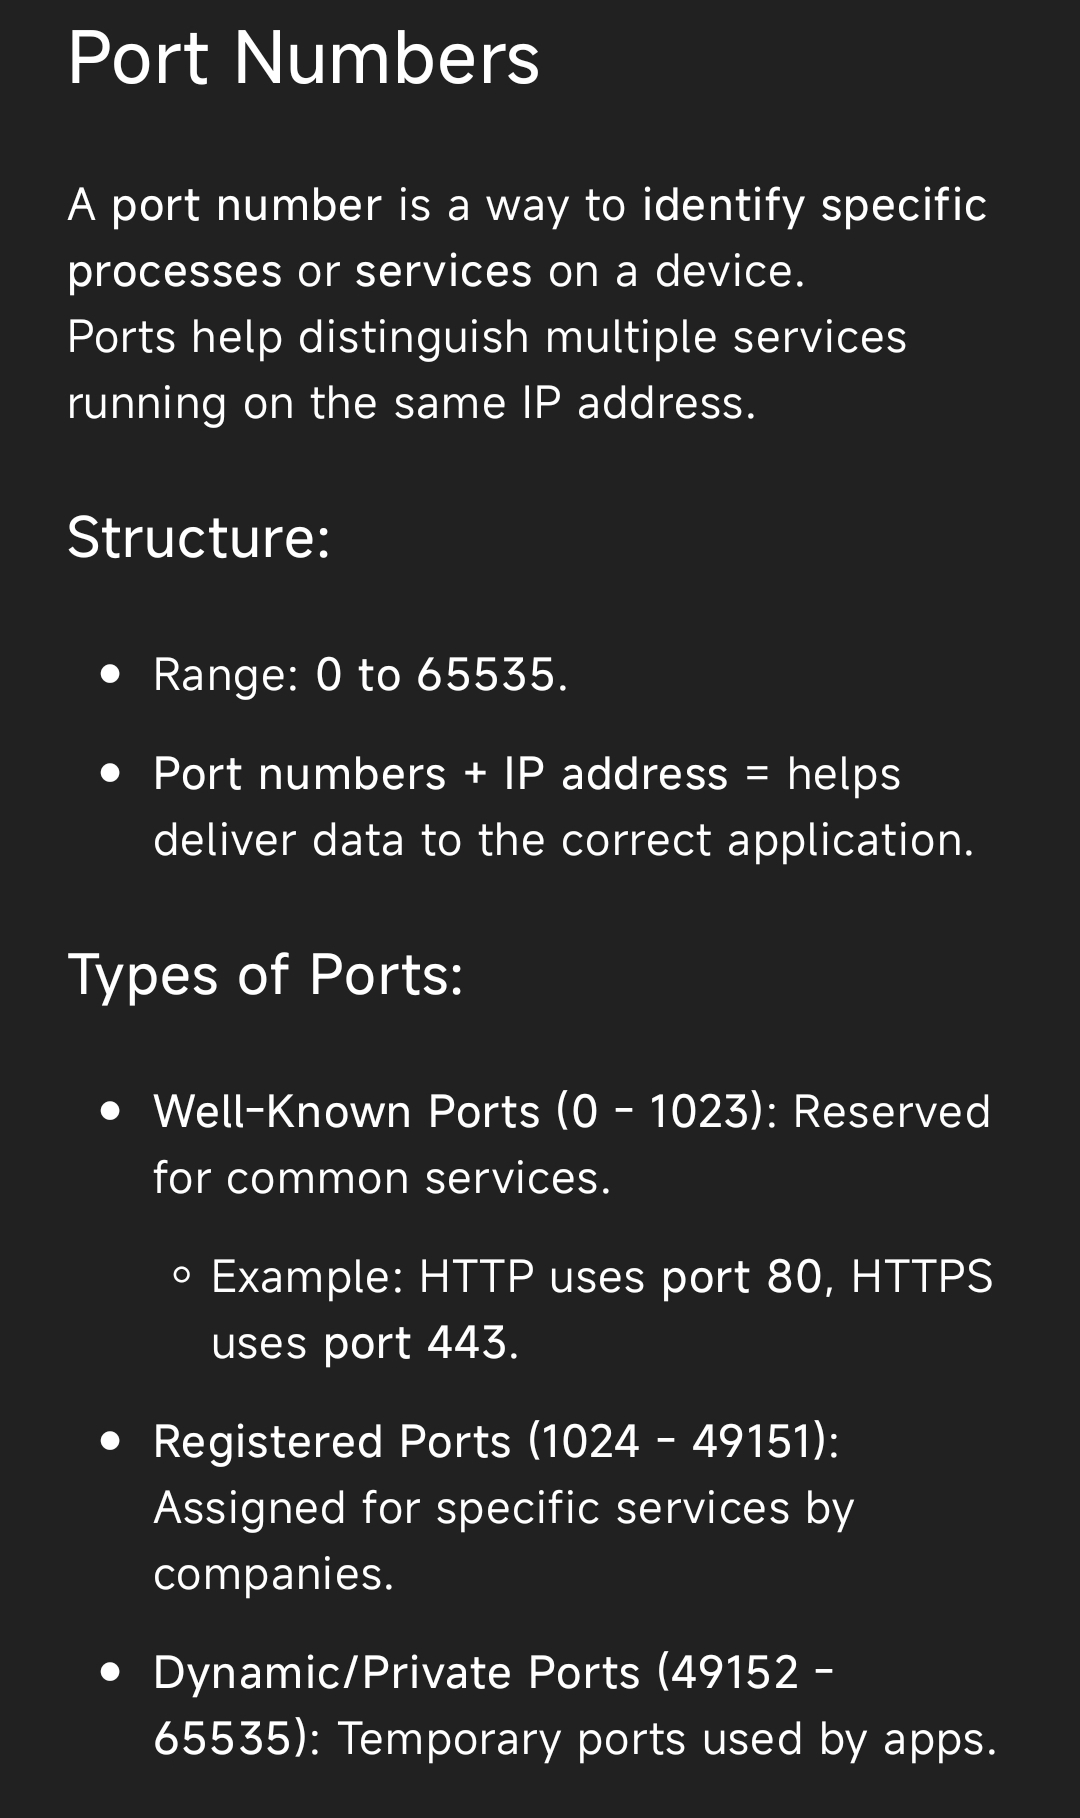 Port Numbers
A port number is a way to identify specific
processes or services on a device.
Ports help distinguish multiple services
running on the same IP address.
Structure:
• Range: 0 to 65535.
• Port numbers + IP address = helps
deliver data to the correct application.
Types of Ports:
• Well-Known Ports (0 - 1023): Reserved
for common services.
◦ Example: HTTP uses port 80, HTTPS
uses port 443.
• Registered Ports (1024 - 49151):
Assigned for specific services by
companies.
• Dynamic/Private Ports (49152 -
65535): Temporary ports used by apps.